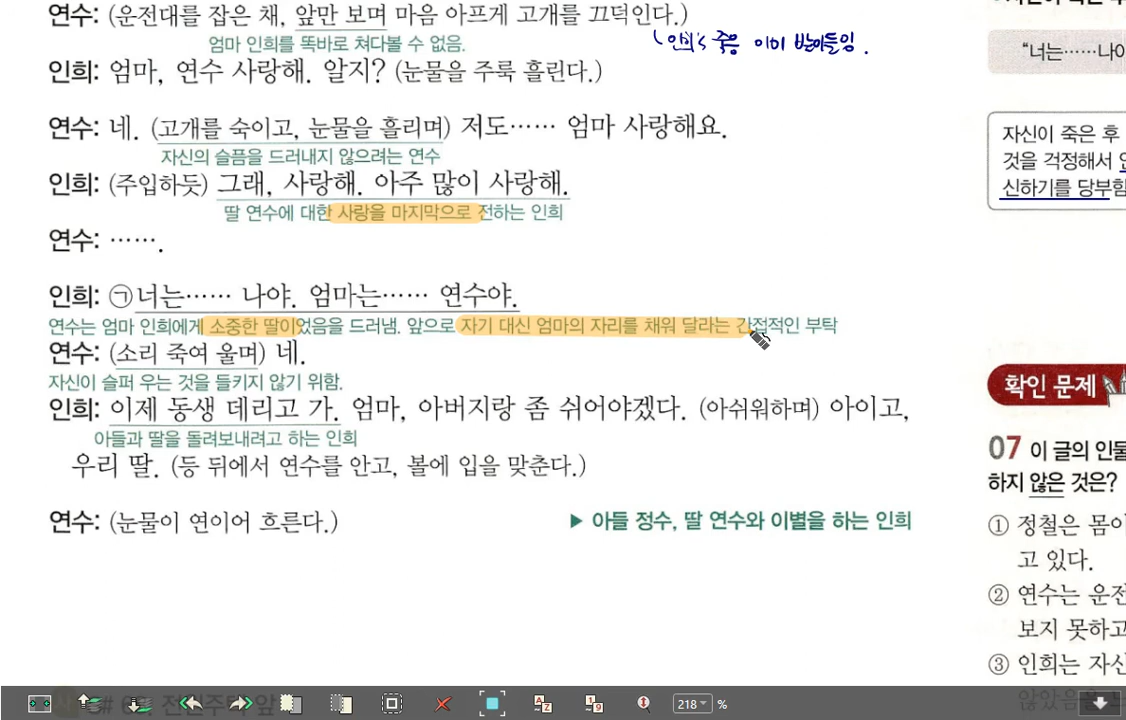 연수: (운전대를 잡은 채, 앞만 보며 마음 아프게 고개를 끄덕인다.)
엄마 인희를 똑바로 쳐다볼 수 없음.
인희's 죽음 이미 받아들임.
인희: 엄마, 연수 사랑해. 알지? (눈물을 주룩 흘린다.)
연수: 네. (고개를 숙이고, 눈물을 흘리며) 저도…… 엄마 사랑해요.
자신의 슬픔을 드러내지 않으려는 연수
인희: (주입하듯) 그래, 사랑해. 아주 많이 사랑해.
딸 연수에 대한 사랑을 마지막으로 전하는 인희
연수: …….
인희: ㉠너는…… 나야. 엄마는…… 연수야.
연수는 엄마 인희에게 소중한 딸이었음을 드러냄. 앞으로 자기 대신 엄마의 자리를 채워 달라는 간접적인 부탁
연수: (소리 죽여 울며) 네.
자신이 슬퍼 우는 것을 들키지 않기 위함.
인희: 이제 동생 데리고 가. 엄마, 아버지랑 좀 쉬어야겠다. (아쉬워하며) 아이고,
아들과 딸을 돌려보내려고 하는 인희
우리 딸. (등 뒤에서 연수를 안고, 볼에 입을 맞춘다.)
연수: (눈물이 연이어 흐른다.)
▶ 아들 정수, 딸 연수와 이별을 하는 인희
“너는……나야
자신이 죽은 후
것을 걱정해서
신하기를 당부함
확인 문제
07 이 글의 인물
하지 않은 것은?
① 정철은 몸이
고 있다.
② 연수는 운전
보지 못하고
③ 인희는 자신
218 %